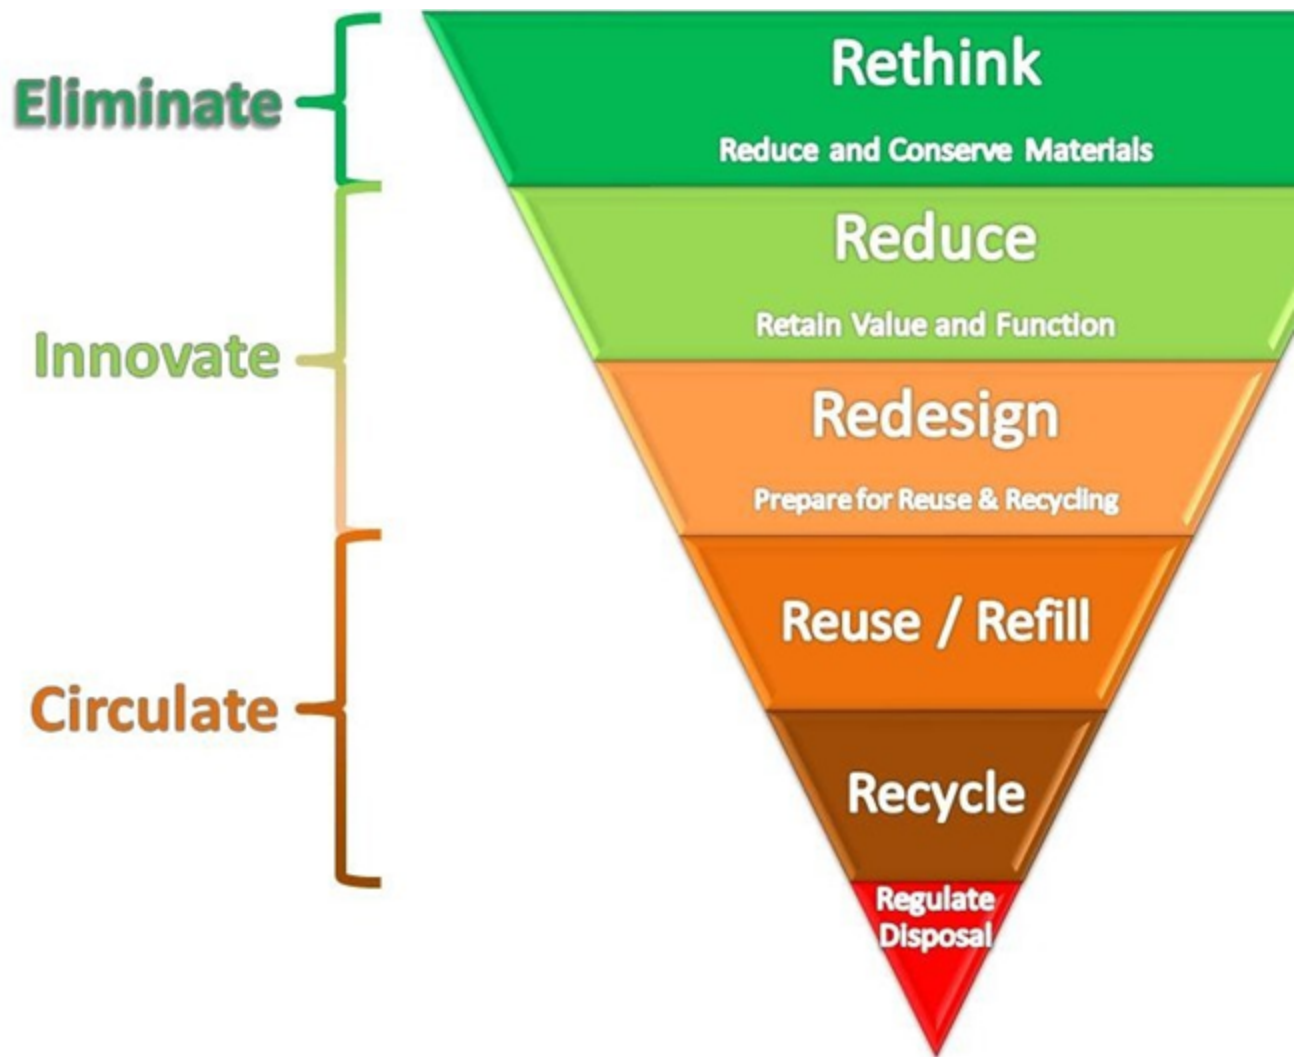 Eliminate
Rethink
Reduce and Conserve Materials
Innovate
Reduce
Retain Value and Function
Redesign
Prepare for Reuse & Recycling
Circulate
Reuse / Refill
Recycle
Regulate
Disposal